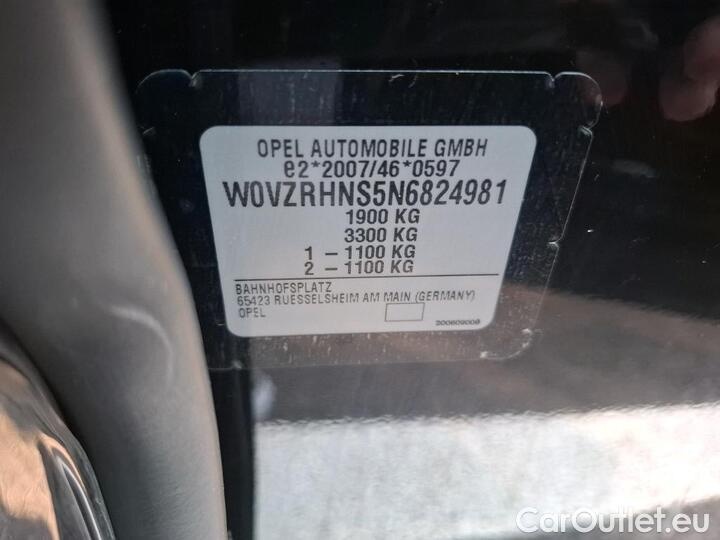 OPEL AUTOMOBILE GMBH
e2*2007/46*0597
W0VZRHNS5N6824981
1900 KG
3300 KG
1 – 1100 KG
2 – 1100 KG
BAHNHOFSPLATZ
65423 RUESSELSHEIM AM MAIN (GERMANY)
OPEL
200609009
CarOutlet.eu